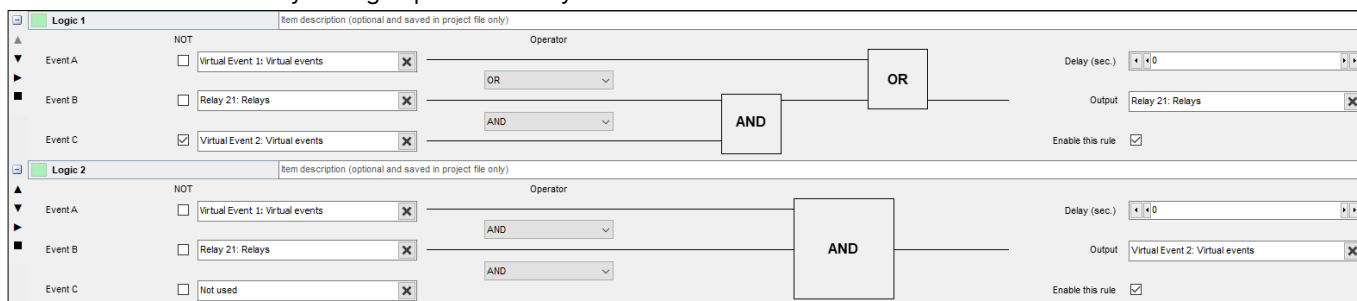 Logic 1 Item description (optional and saved in project file only)
NOT Operator
Event A Virtual Event 1: Virtual events Delay (sec.) 0
OR OR
Event B Relay 21: Relays Output Relay 21: Relays
AND AND
Event C Virtual Event 2: Virtual events Enable this rule
Logic 2 Item description (optional and saved in project file only)
NOT Operator
Event A Virtual Event 1: Virtual events Delay (sec.) 0
AND
Event B Relay 21: Relays AND Output Virtual Event 2: Virtual events
AND
Event C Not used Enable this rule